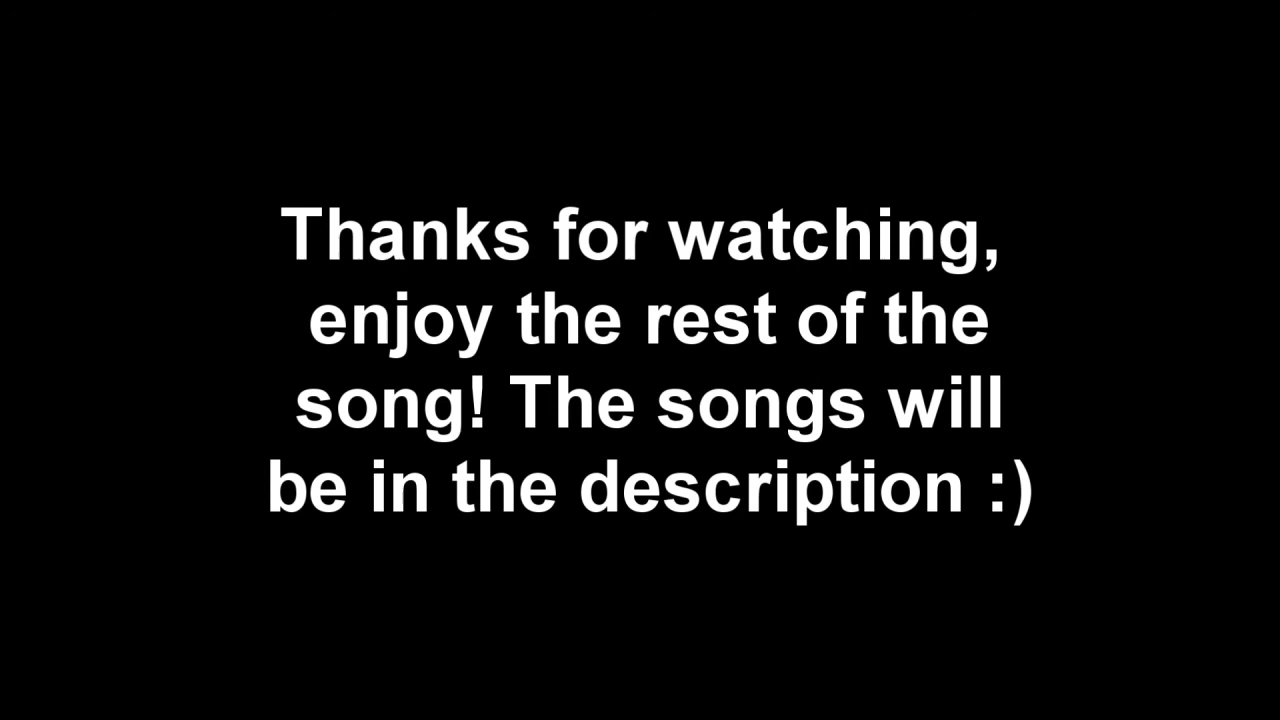 Thanks for watching,
enjoy the rest of the
song! The songs will
be in the description :)